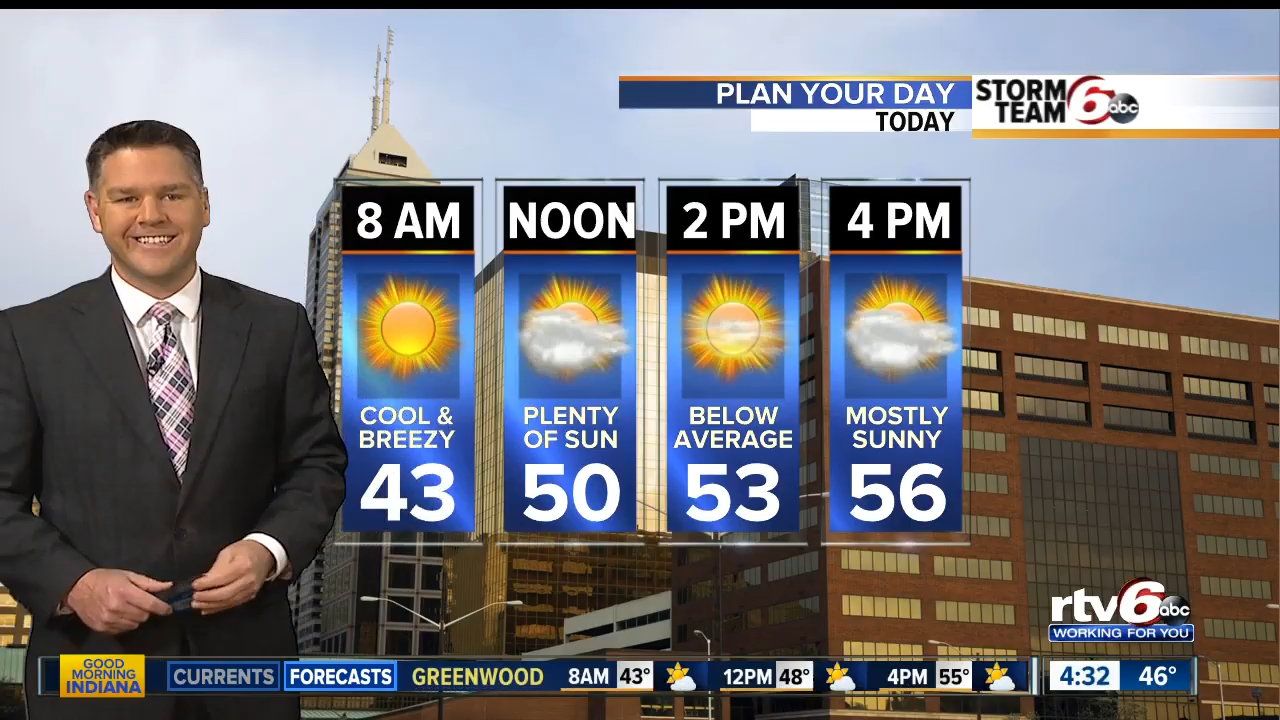 PLAN YOUR DAY
TODAY
STORM
TEAM 6 abc
8 AM
COOL &
BREEZY
43
NOON
PLENTY
OF SUN
50
2 PM
BELOW
AVERAGE
53
4 PM
MOSTLY
SUNNY
56
rtv6 abc
WORKING FOR YOU
GOOD
MORNING
INDIANA
CURRENTS FORECASTS GREENWOOD 8AM 43° 12PM 48° 4PM 55° 4:32 46°